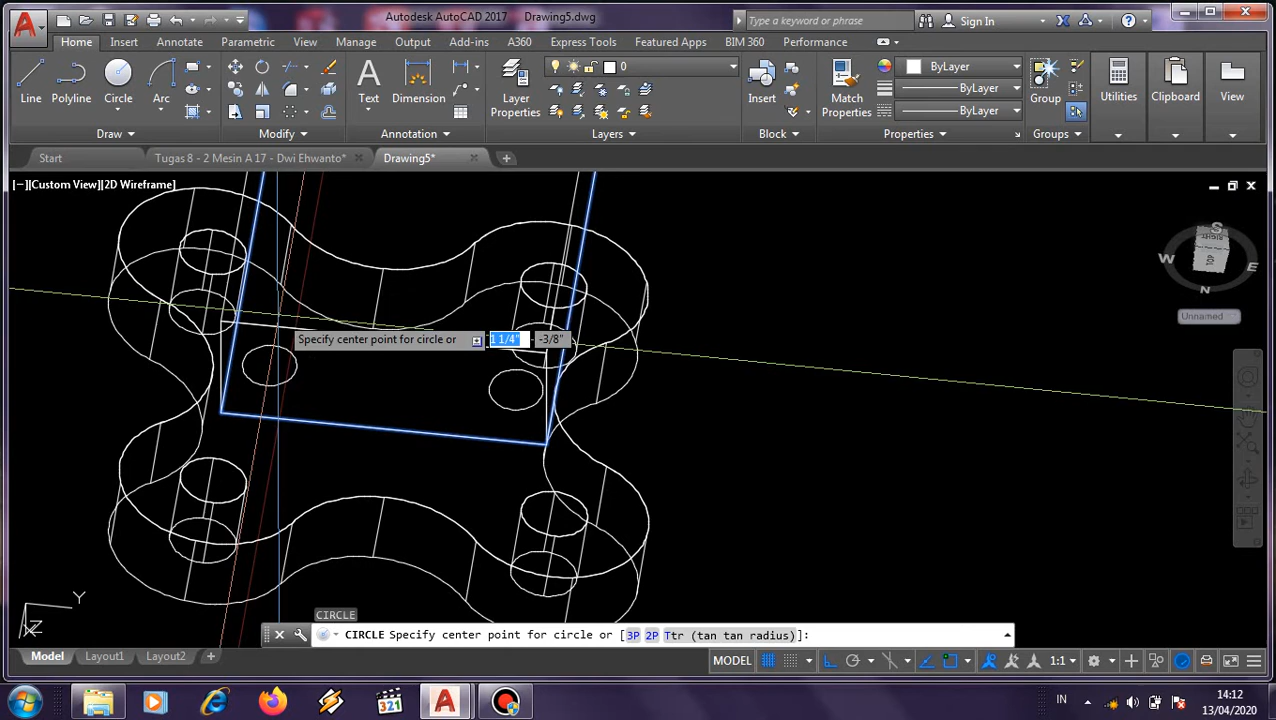 Autodesk AutoCAD 2017 Drawing5.dwg
Type a keyword or phrase
Sign In
Home Insert Annotate Parametric View Manage Output Add-ins A360 Express Tools Featured Apps BIM 360 Performance
Line Polyline Circle Arc
Text Dimension
Layer Properties
0
Insert
Match Properties
ByLayer
ByLayer
ByLayer
Group
Utilities
Clipboard
View
Draw Modify Annotation Layers Block Properties Groups
Start Tugas 8 - 2 Mesin A 17 - Dwi Ehwanto* Drawing5*
[−][Custom View][2D Wireframe]
S
RIGHT
W E
TOP
N
Unnamed
Specify center point for circle or 1 1/4" -3/8"
Y
Z
CIRCLE
CIRCLE Specify center point for circle or [3P 2P Ttr (tan tan radius)]:
Model Layout1 Layout2
MODEL 1:1
321
IN
14:12
13/04/2020